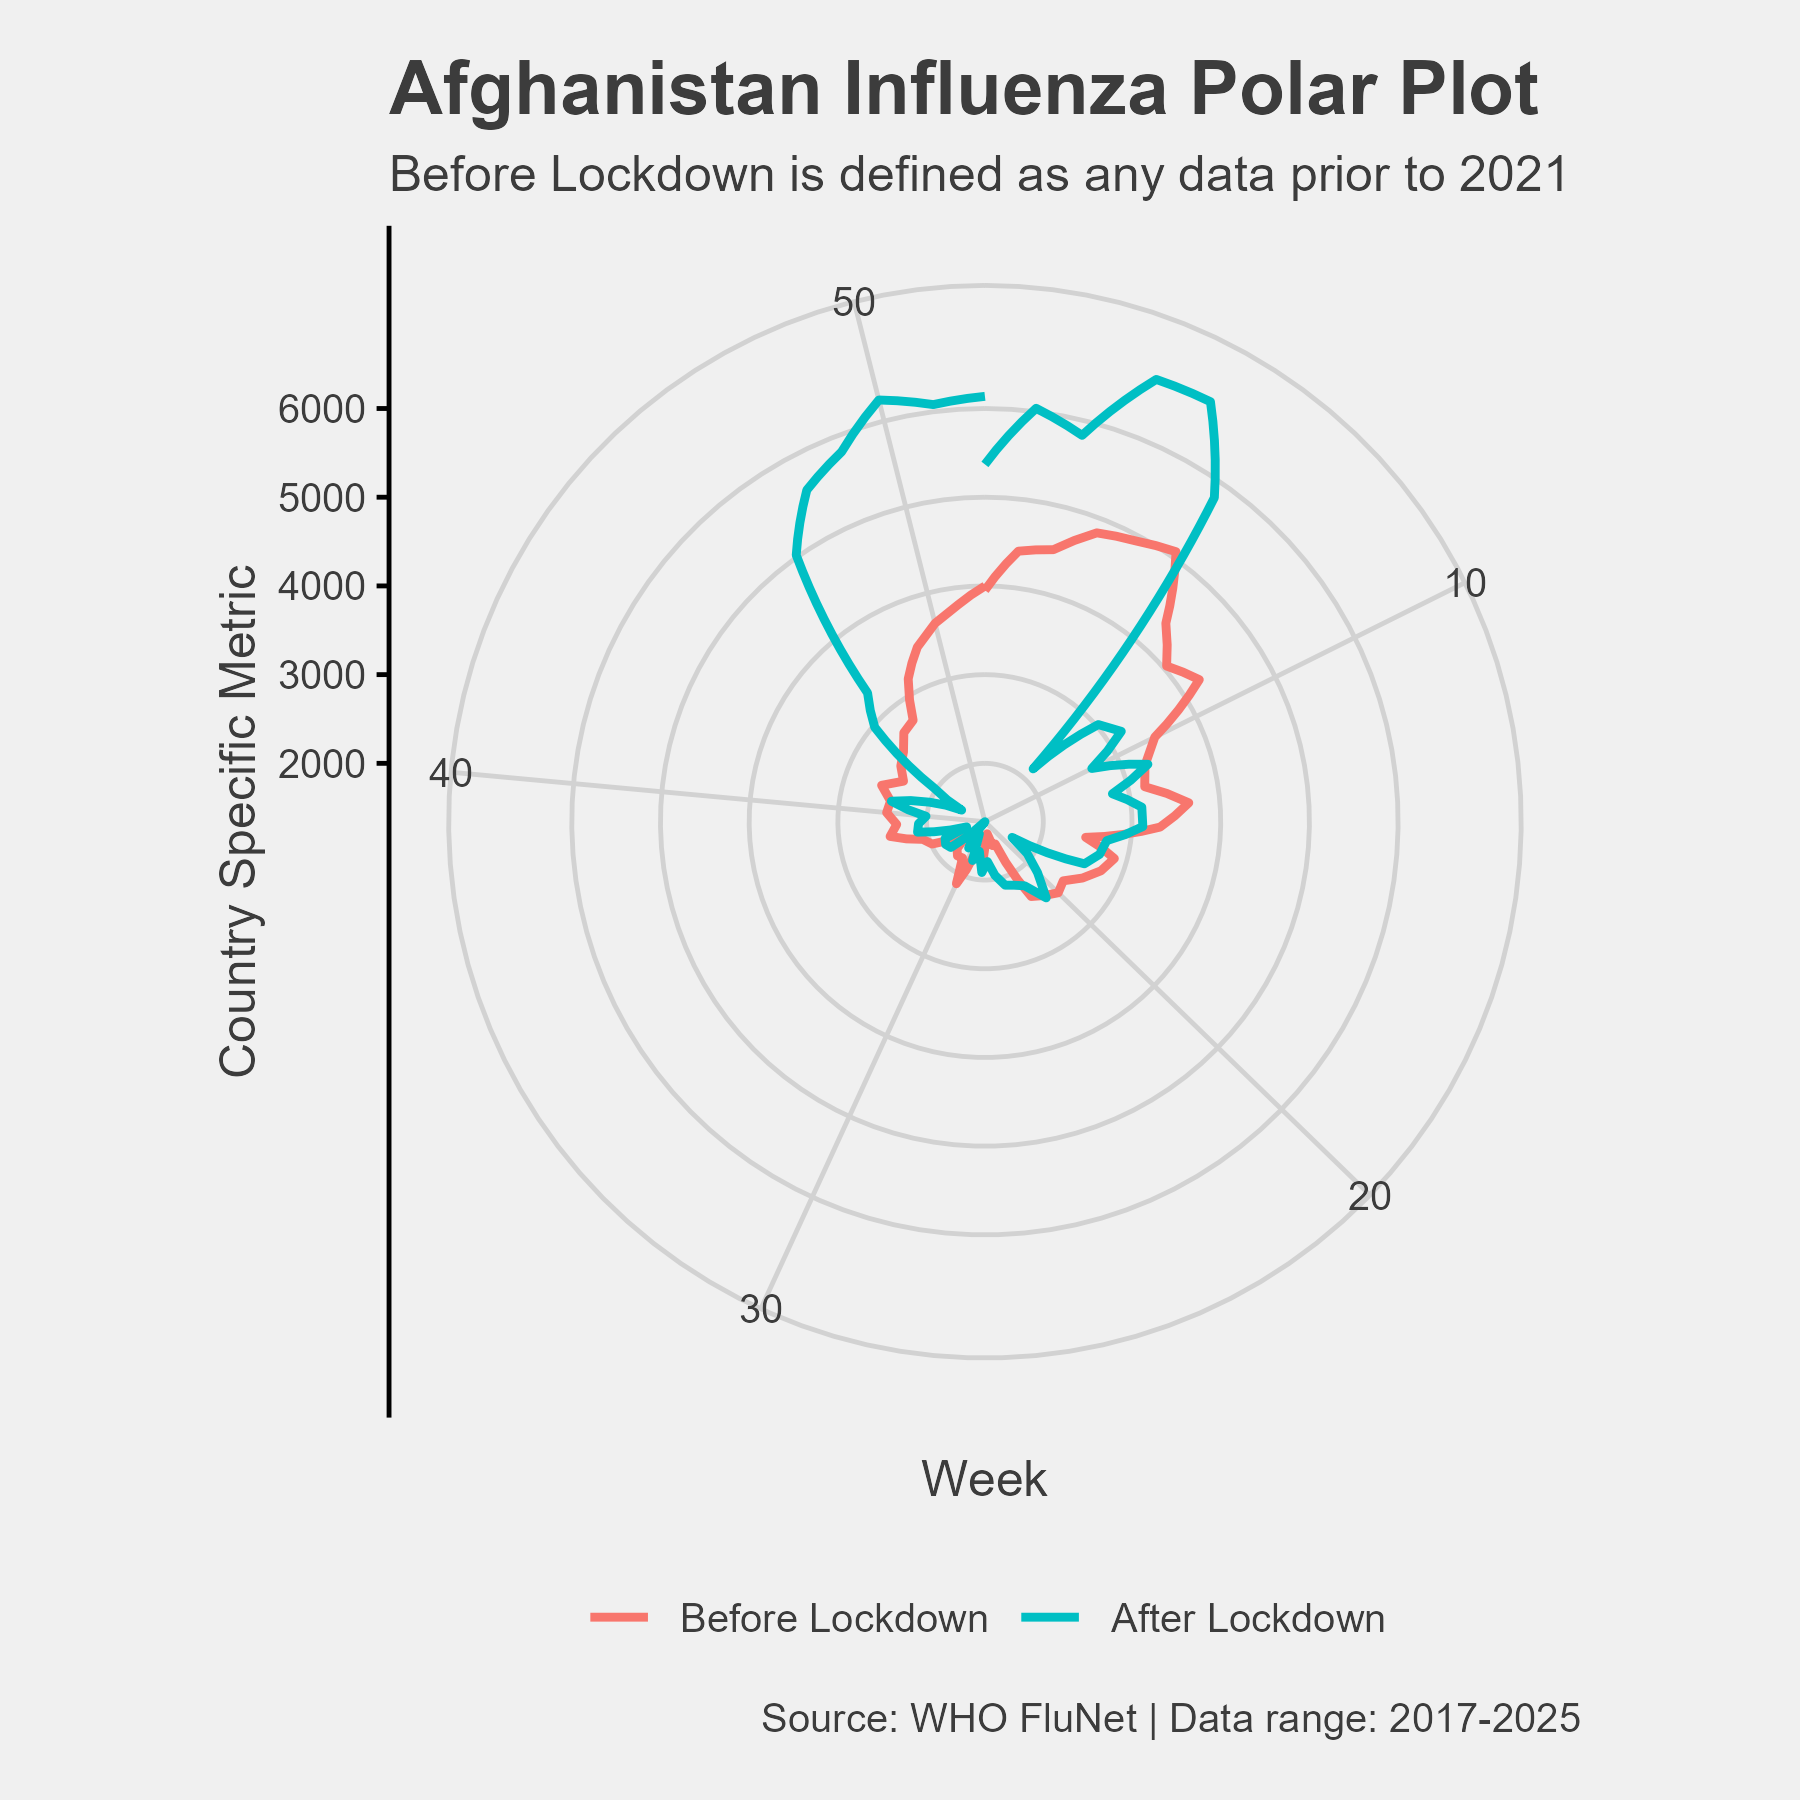 Afghanistan Influenza Polar Plot
Before Lockdown is defined as any data prior to 2021
50
6000
5000
4000
3000
2000
10
40
20
30
Country Specific Metric
Week
Before Lockdown
After Lockdown
Source: WHO FluNet | Data range: 2017-2025